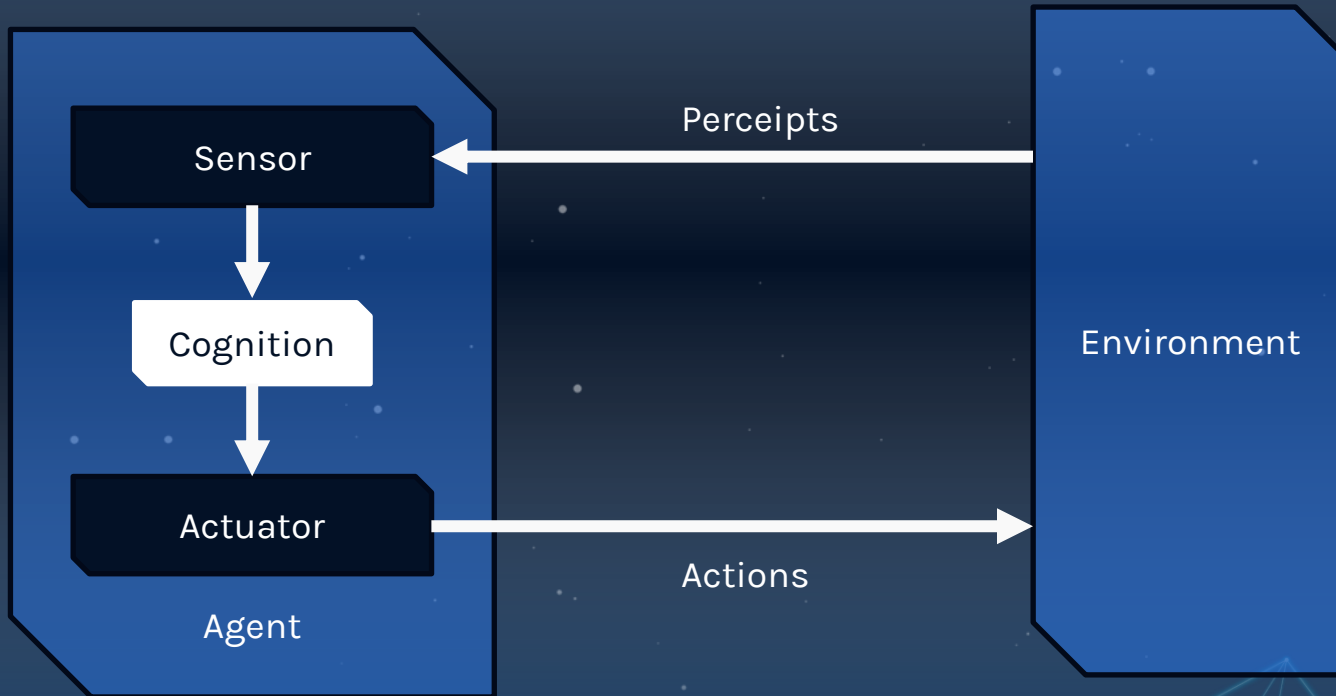 Perceipts
Sensor
Cognition
Environment
Actuator
Actions
Agent